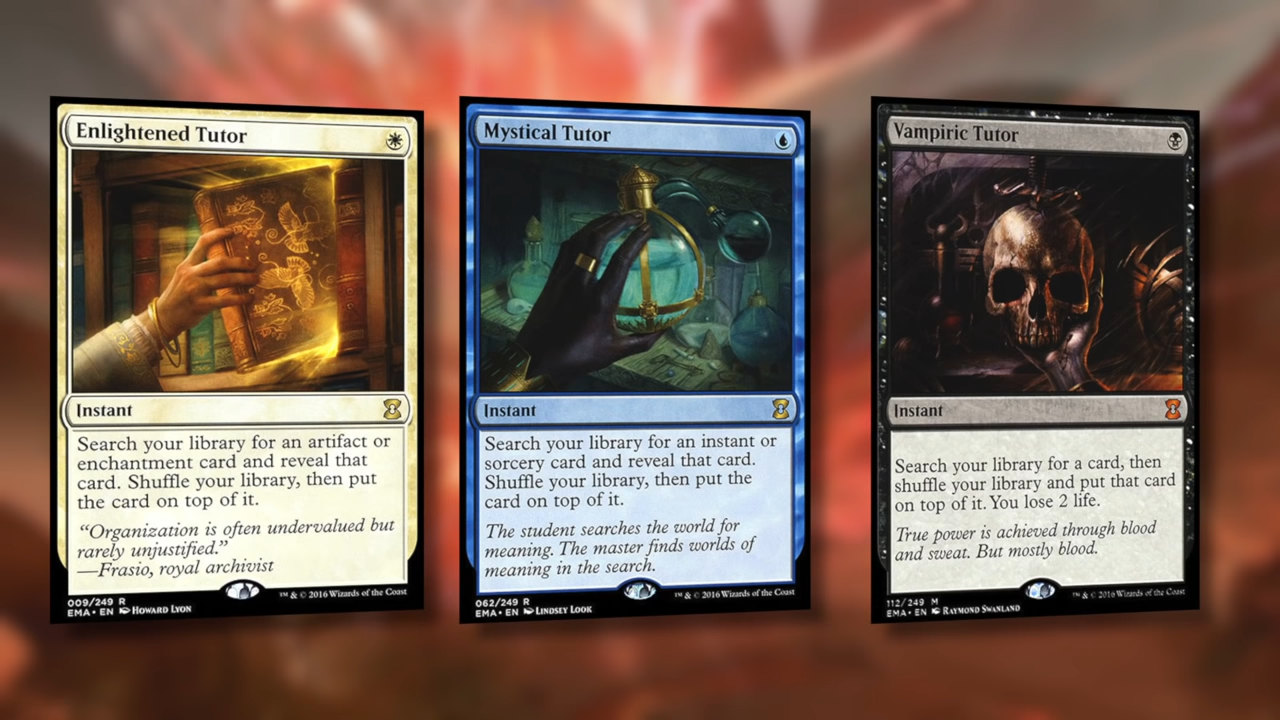 Enlightened Tutor
Instant
Search your library for an artifact or
enchantment card and reveal that
card. Shuffle your library, then put
the card on top of it.
“Organization is often undervalued but
rarely unjustified.”
—Frasio, royal archivist
009/249 R
EMA • EN Howard Lyon
™ & © 2016 Wizards of the Coast
Mystical Tutor
Instant
Search your library for an instant or
sorcery card and reveal that card.
Shuffle your library, then put the
card on top of it.
The student searches the world for
meaning. The master finds worlds of
meaning in the search.
062/249 R
EMA • EN Lindsey Look
™ & © 2016 Wizards of the Coast
Vampiric Tutor
Instant
Search your library for a card, then
shuffle your library and put that card
on top of it. You lose 2 life.
True power is achieved through blood
and sweat. But mostly blood.
112/249 M
EMA • EN Raymond Swanland
™ & © 2016 Wizards of the Coast